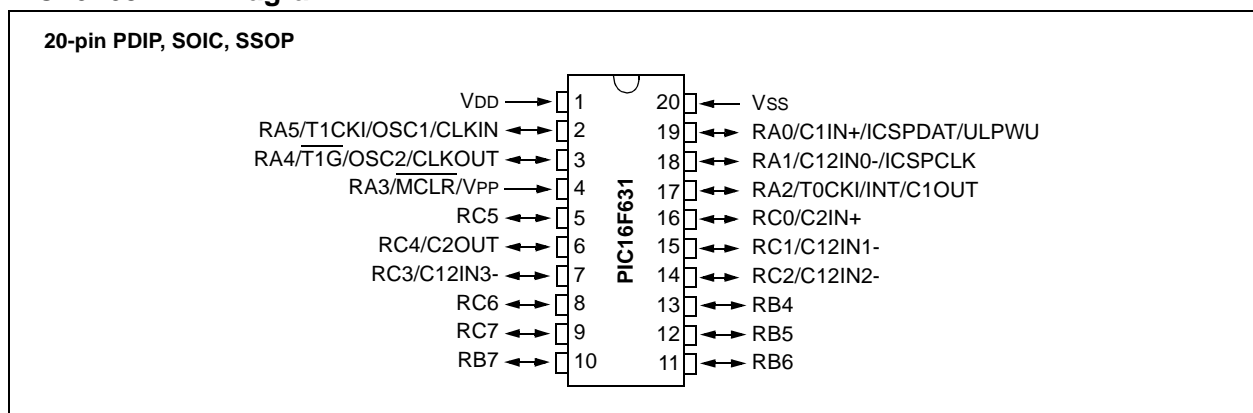 20-pin PDIP, SOIC, SSOP
VDD 1 20 VSS
RA5/T1CKI/OSC1/CLKIN 2 19 RA0/C1IN+/ICSPDAT/ULPWU
RA4/T1G/OSC2/CLKOUT 3 18 RA1/C12IN0-/ICSPCLK
RA3/MCLR/VPP 4 17 RA2/T0CKI/INT/C1OUT
RC5 5 16 RC0/C2IN+
RC4/C2OUT 6 15 RC1/C12IN1-
RC3/C12IN3- 7 14 RC2/C12IN2-
RC6 8 13 RB4
RC7 9 12 RB5
RB7 10 11 RB6
PIC16F631